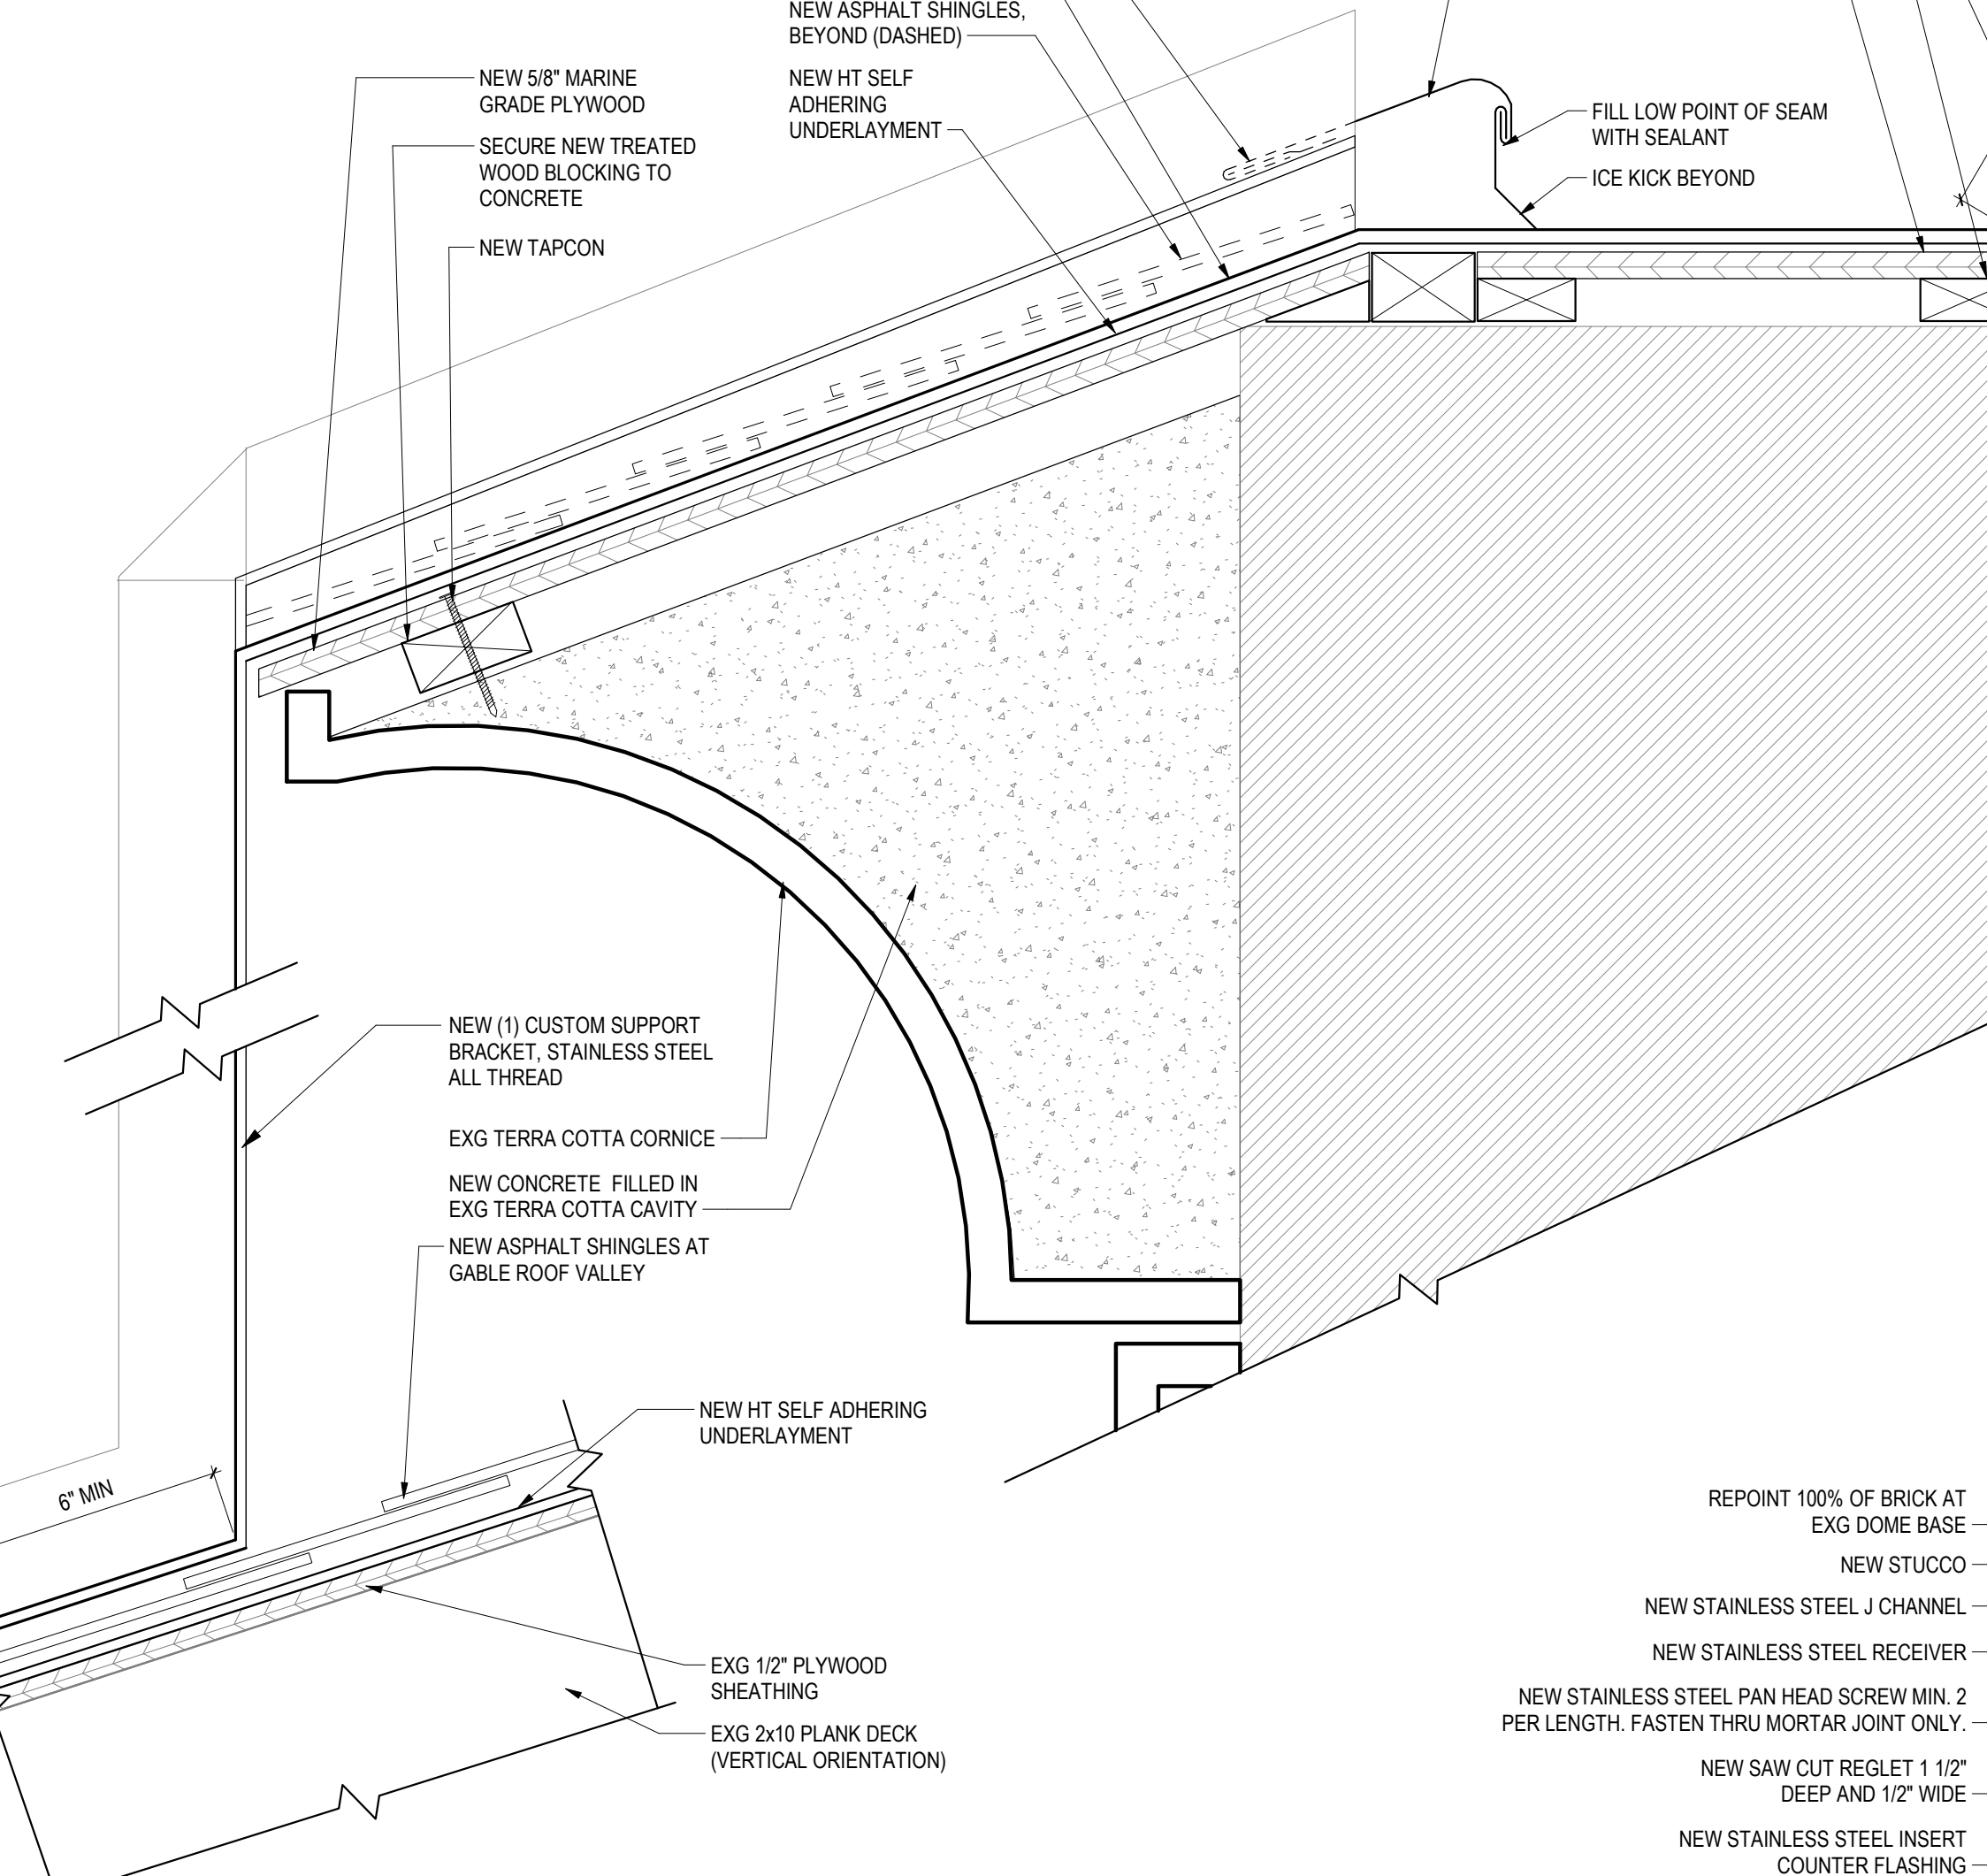 NEW ASPHALT SHINGLES,
BEYOND (DASHED)
NEW 5/8" MARINE
GRADE PLYWOOD
NEW HT SELF
ADHERING
UNDERLAYMENT
FILL LOW POINT OF SEAM
WITH SEALANT
SECURE NEW TREATED
WOOD BLOCKING TO
CONCRETE
ICE KICK BEYOND
NEW TAPCON
NEW (1) CUSTOM SUPPORT
BRACKET, STAINLESS STEEL
ALL THREAD
EXG TERRA COTTA CORNICE
NEW CONCRETE FILLED IN
EXG TERRA COTTA CAVITY
NEW ASPHALT SHINGLES AT
GABLE ROOF VALLEY
NEW HT SELF ADHERING
UNDERLAYMENT
6" MIN
EXG 1/2" PLYWOOD
SHEATHING
EXG 2x10 PLANK DECK
(VERTICAL ORIENTATION)
REPOINT 100% OF BRICK AT
EXG DOME BASE
NEW STUCCO
NEW STAINLESS STEEL J CHANNEL
NEW STAINLESS STEEL RECEIVER
NEW STAINLESS STEEL PAN HEAD SCREW MIN. 2
PER LENGTH. FASTEN THRU MORTAR JOINT ONLY.
NEW SAW CUT REGLET 1 1/2"
DEEP AND 1/2" WIDE
NEW STAINLESS STEEL INSERT
COUNTER FLASHING